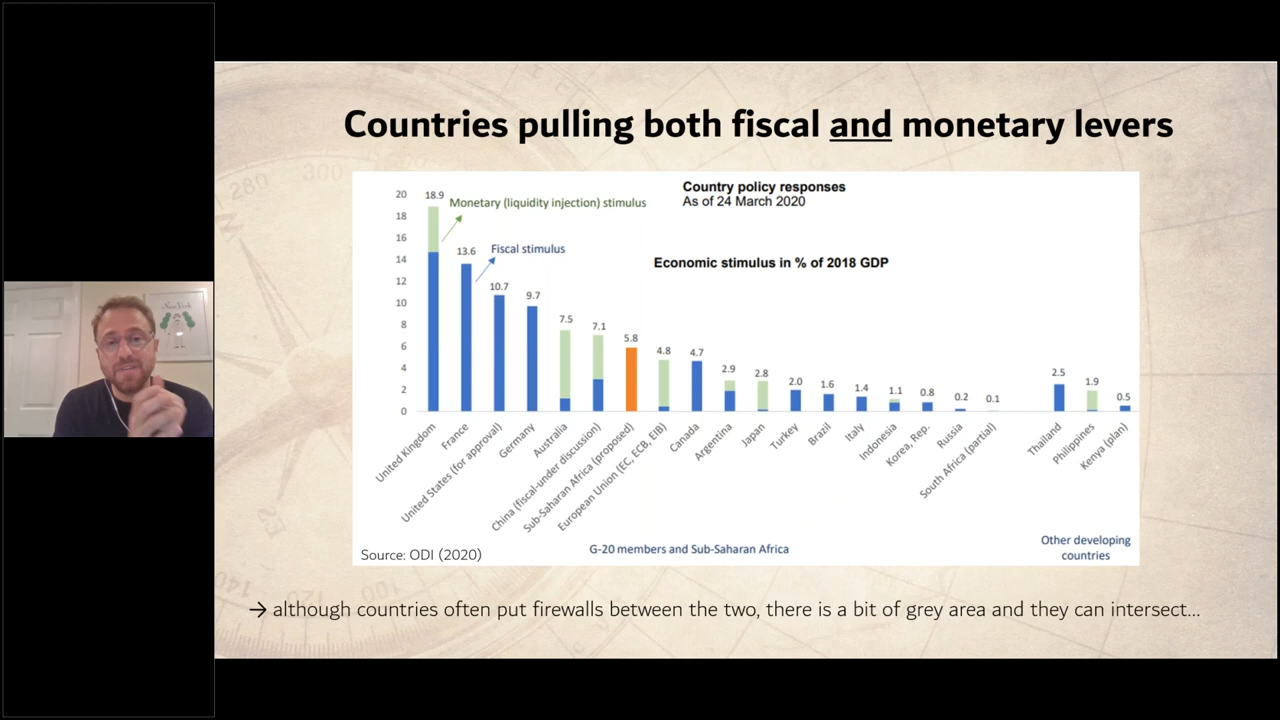 Countries pulling both fiscal and monetary levers
Country policy responses
As of 24 March 2020
Economic stimulus in % of 2018 GDP
Monetary (liquidity injection) stimulus
Fiscal stimulus
20
18
16
14
12
10
8
6
4
2
0
18.9
13.6
10.7
9.7
7.5
7.1
5.8
4.8
4.7
2.9
2.8
2.0
1.6
1.4
1.1
0.8
0.2
0.1
2.5
1.9
0.5
United Kingdom
France
United States (for approval)
Germany
Australia
China (fiscal-under discussion)
Sub-Saharan Africa (proposed)
European Union (EC, ECB, EIB)
Canada
Argentina
Japan
Turkey
Brazil
Italy
Indonesia
Korea, Rep.
Russia
South Africa (partial)
Thailand
Philippines
Kenya (plan)
Source: ODI (2020)
G-20 members and Sub-Saharan Africa
Other developing
countries
→ although countries often put firewalls between the two, there is a bit of grey area and they can intersect...
New York
280
300
140
120
100